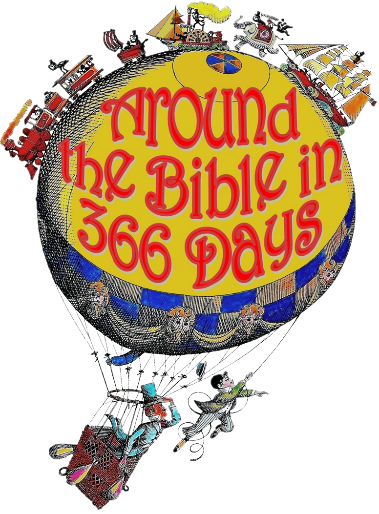 Around
the Bible in
366 Days